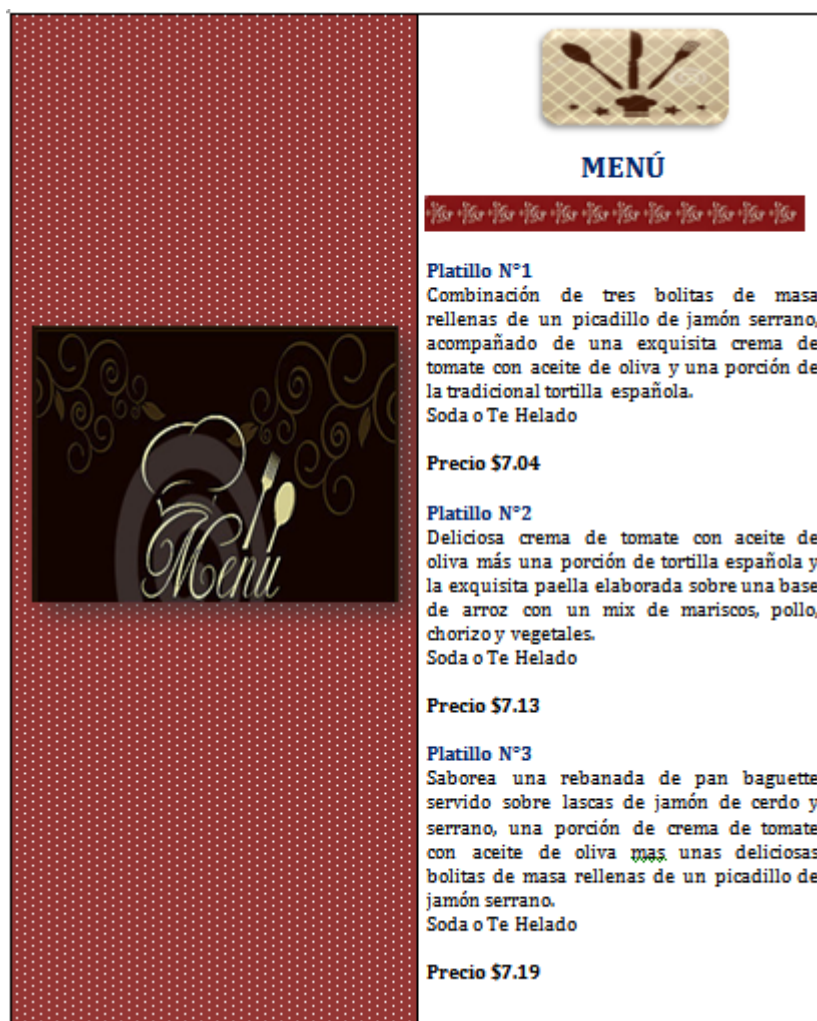 Menu
MENÚ
Platillo N°1
Combinación de tres bolitas de masa
rellenas de un picadillo de jamón serrano,
acompañado de una exquisita crema de
tomate con aceite de oliva y una porción de
la tradicional tortilla española.
Soda o Te Helado
Precio $7.04
Platillo N°2
Deliciosa crema de tomate con aceite de
oliva más una porción de tortilla española y
la exquisita paella elaborada sobre una base
de arroz con un mix de mariscos, pollo,
chorizo y vegetales.
Soda o Te Helado
Precio $7.13
Platillo N°3
Saborea una rebanada de pan baguette
servido sobre lascas de jamón de cerdo y
serrano, una porción de crema de tomate
con aceite de oliva mas unas deliciosas
bolitas de masa rellenas de un picadillo de
jamón serrano.
Soda o Te Helado
Precio $7.19